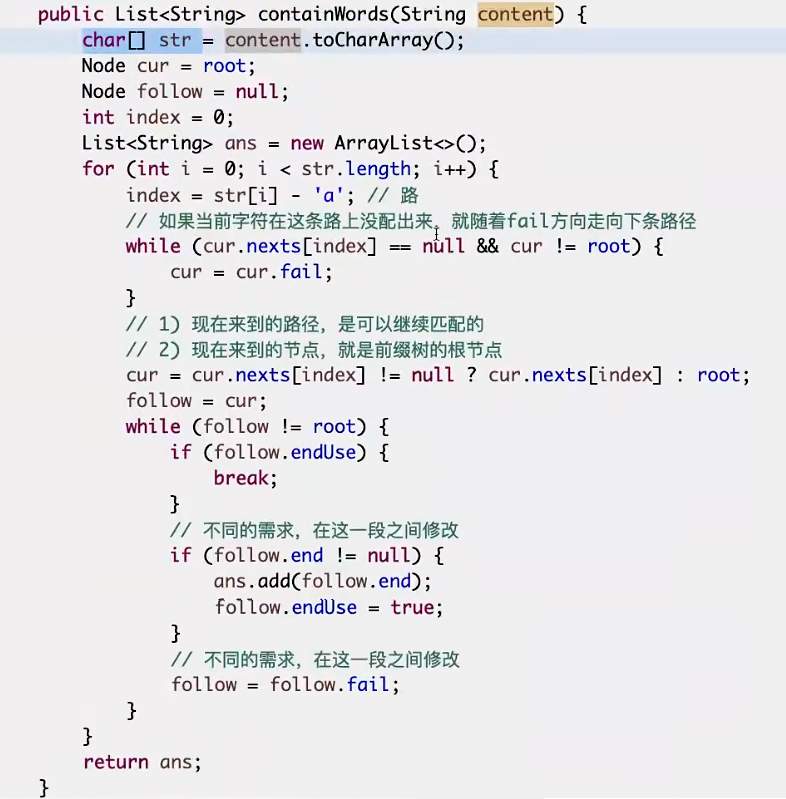 public List<String> containWords(String content) {
    char[] str = content.toCharArray();
    Node cur = root;
    Node follow = null;
    int index = 0;
    List<String> ans = new ArrayList<>();
    for (int i = 0; i < str.length; i++) {
        index = str[i] - 'a'; // 路
        // 如果当前字符在这条路上没配出来，就随着fail方向走向下条路径
        while (cur.nexts[index] == null && cur != root) {
            cur = cur.fail;
        }
        // 1) 现在来到的路径，是可以继续匹配的
        // 2) 现在来到的节点，就是前缀树的根节点
        cur = cur.nexts[index] != null ? cur.nexts[index] : root;
        follow = cur;
        while (follow != root) {
            if (follow.endUse) {
                break;
            }
            // 不同的需求，在这一段之间修改
            if (follow.end != null) {
                ans.add(follow.end);
                follow.endUse = true;
            }
            // 不同的需求，在这一段之间修改
            follow = follow.fail;
        }
    }
    return ans;
}